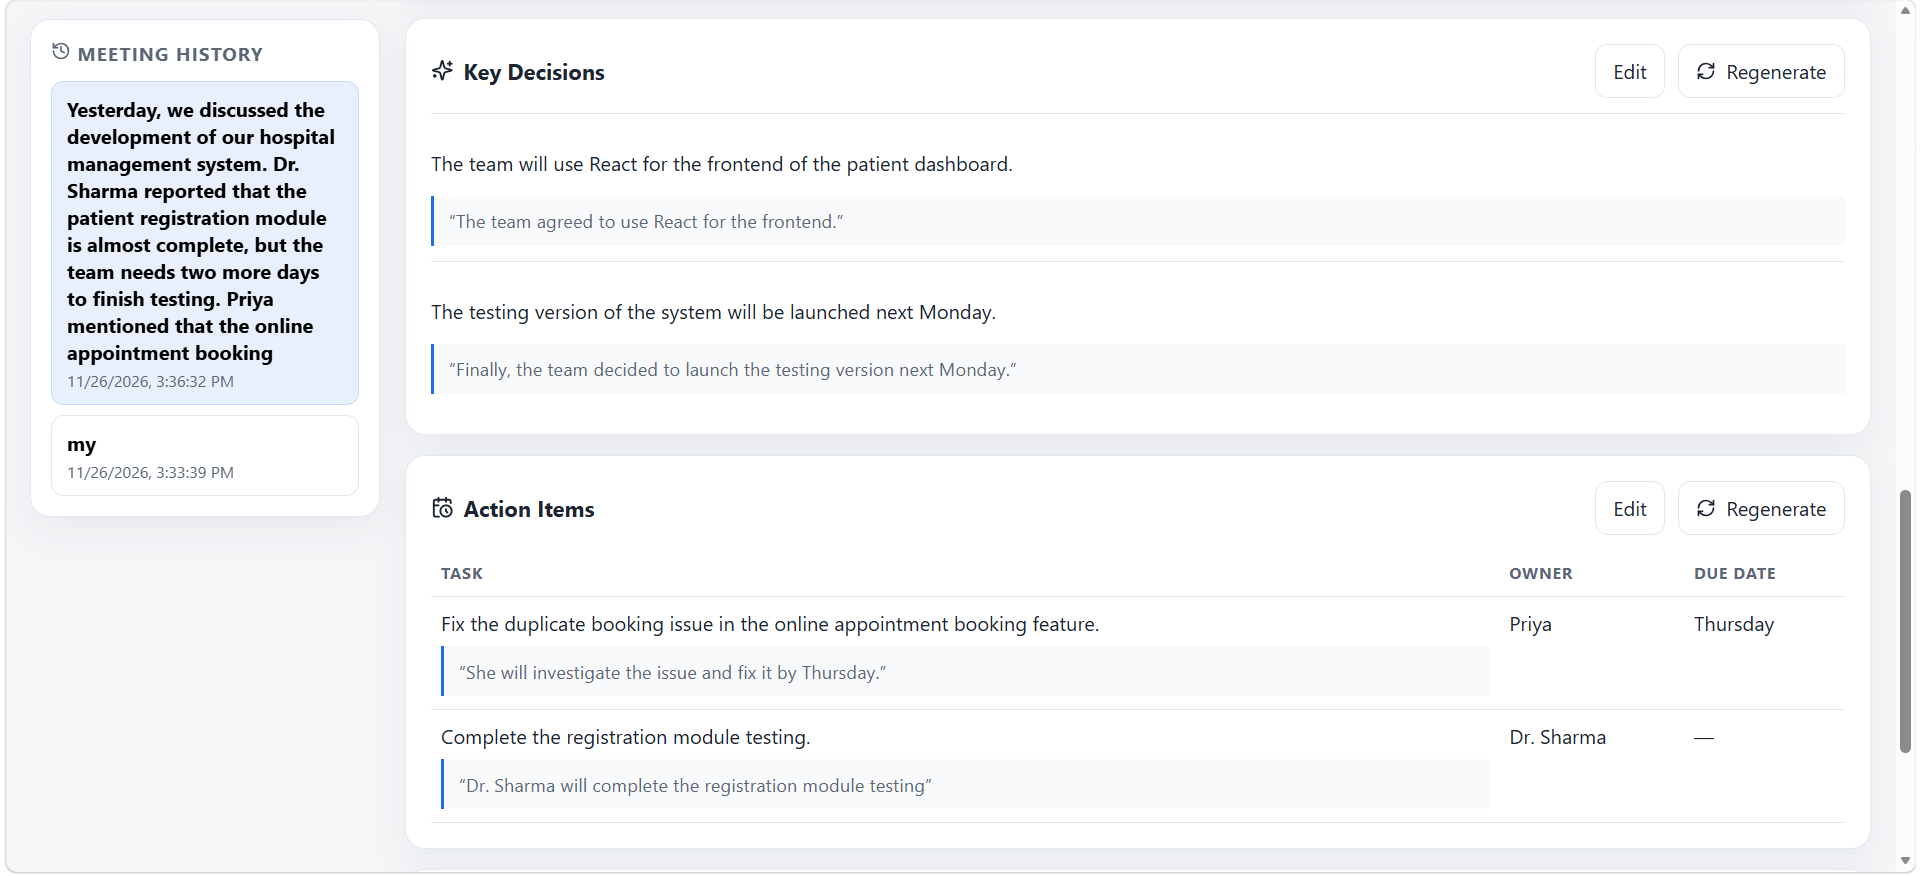 MEETING HISTORY
Yesterday, we discussed the
development of our hospital
management system. Dr.
Sharma reported that the
patient registration module
is almost complete, but the
team needs two more days
to finish testing. Priya
mentioned that the online
appointment booking
11/26/2026, 3:36:32 PM
my
11/26/2026, 3:33:39 PM
Key Decisions
Edit
Regenerate
The team will use React for the frontend of the patient dashboard.
“The team agreed to use React for the frontend.”
The testing version of the system will be launched next Monday.
“Finally, the team decided to launch the testing version next Monday.”
Action Items
Edit
Regenerate
TASK OWNER DUE DATE
Fix the duplicate booking issue in the online appointment booking feature. Priya Thursday
“She will investigate the issue and fix it by Thursday.”
Complete the registration module testing. Dr. Sharma —
“Dr. Sharma will complete the registration module testing”